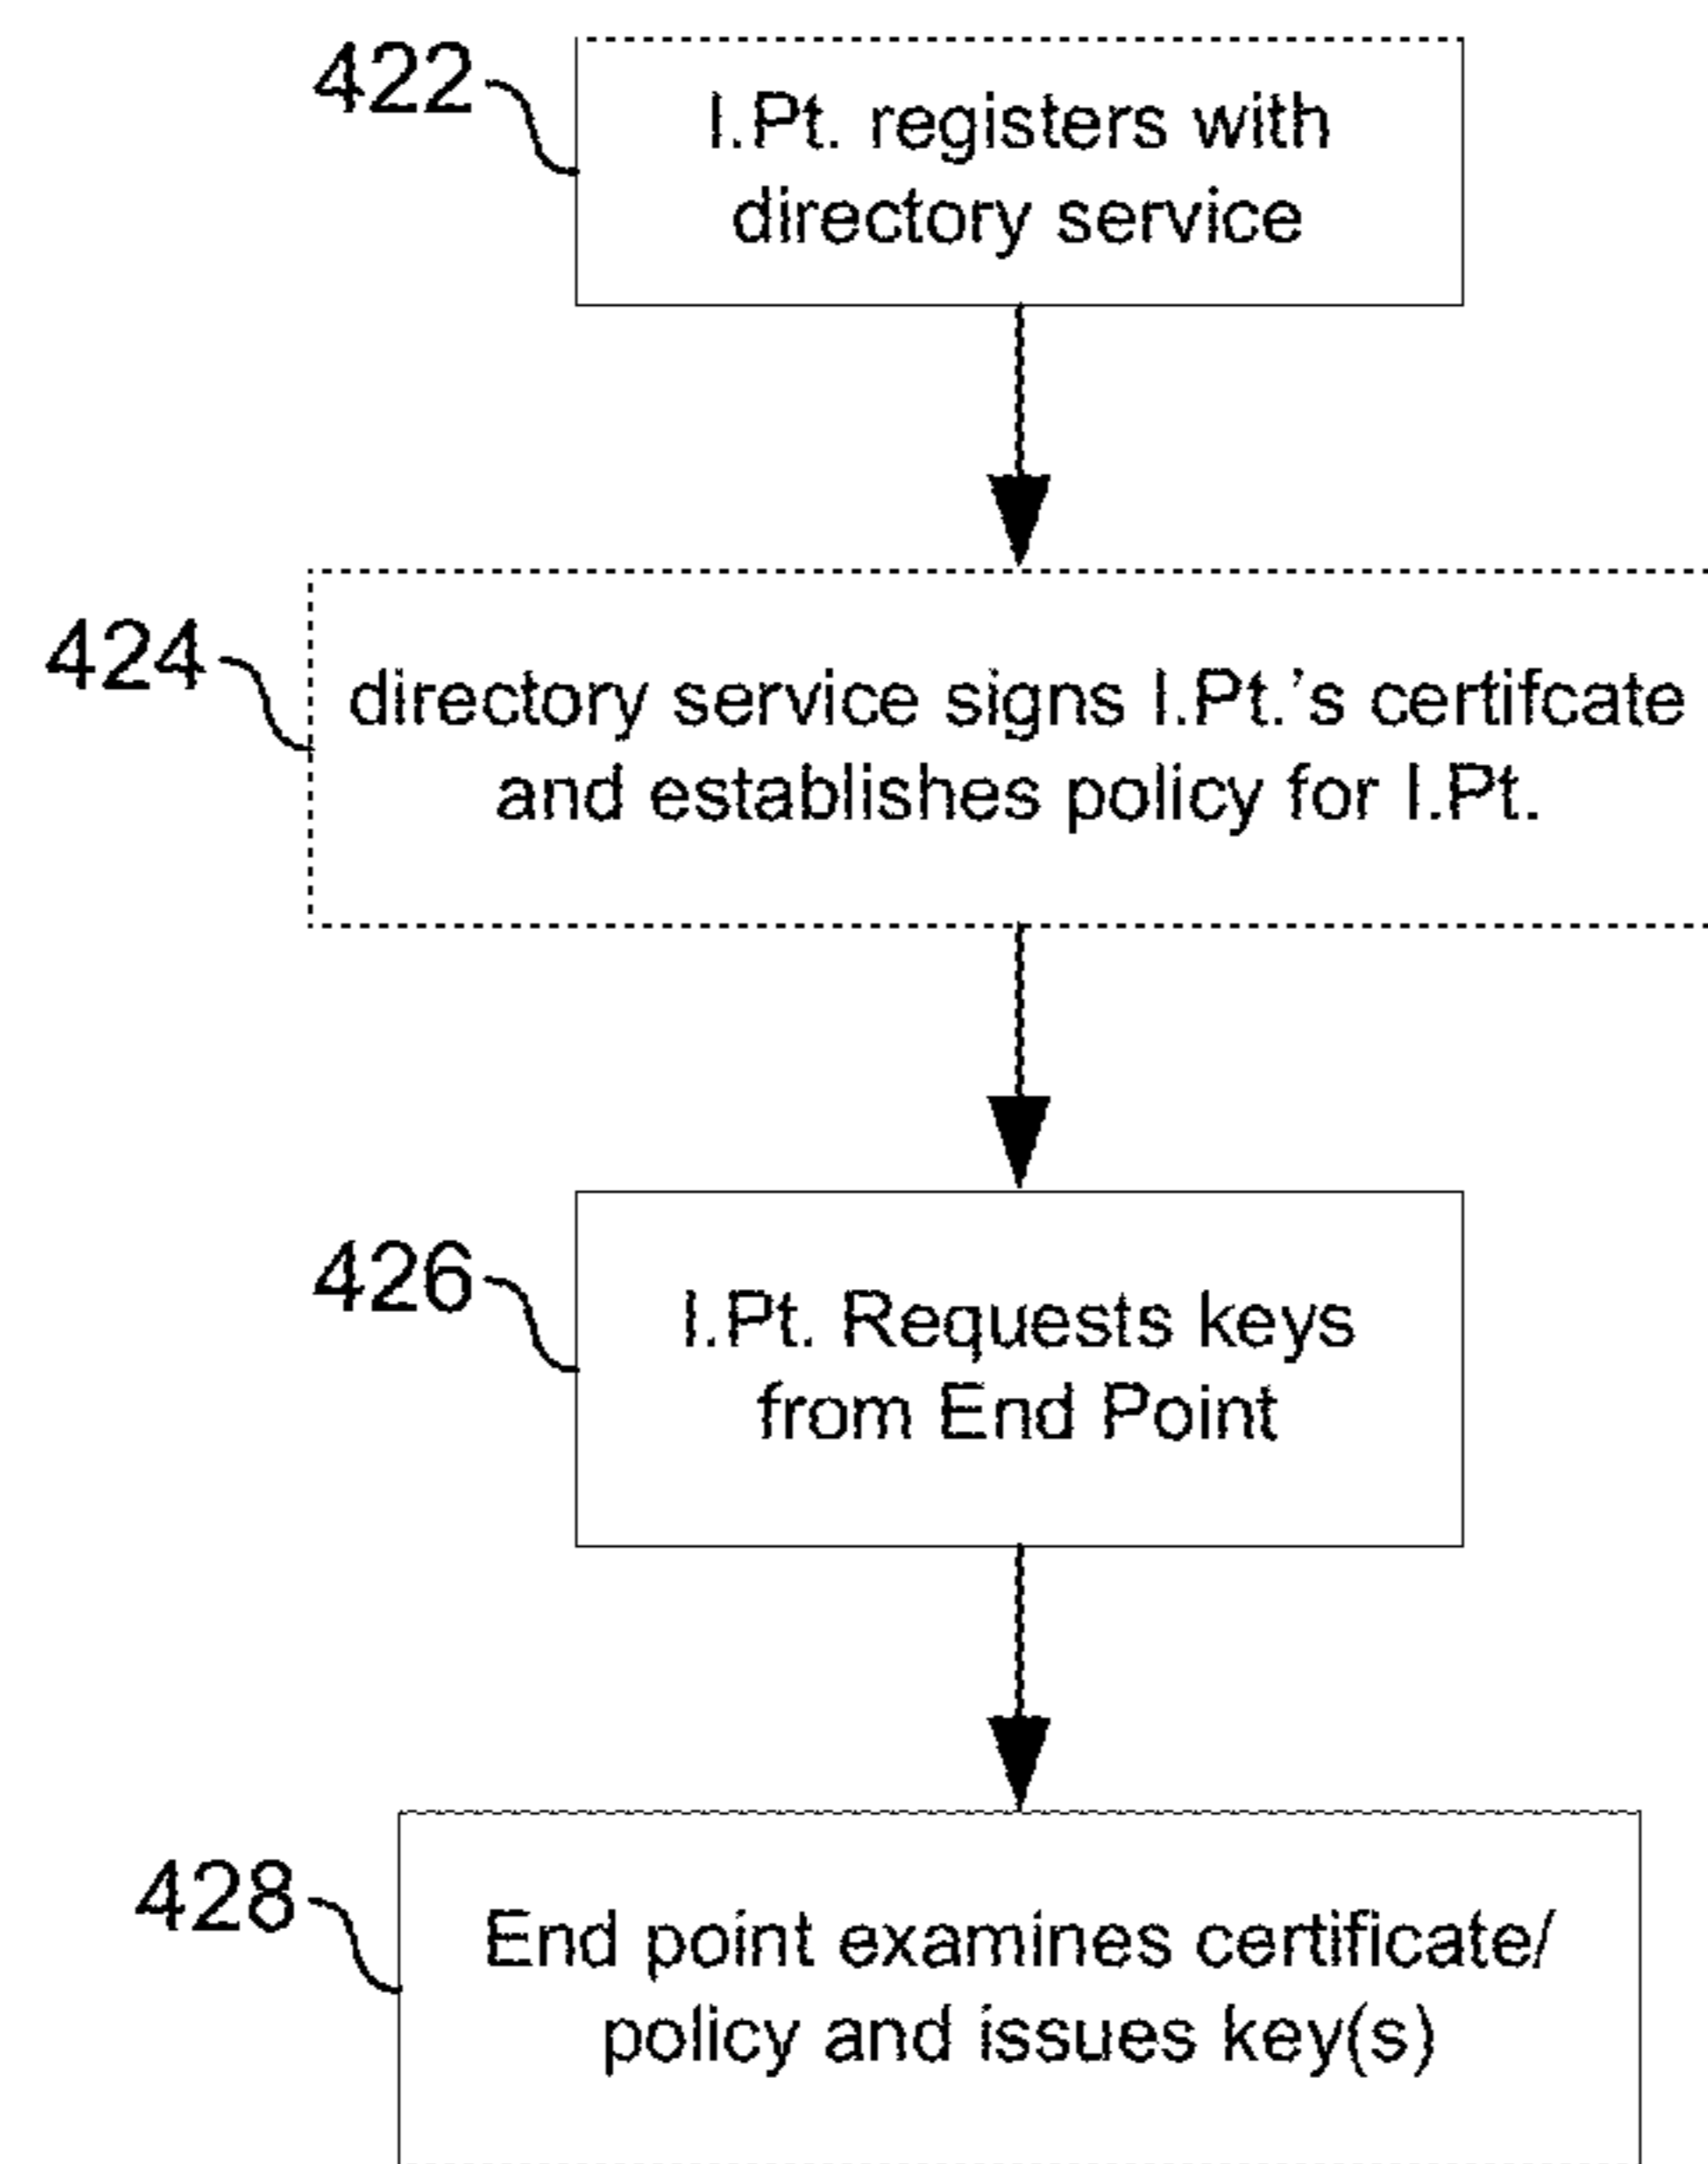 422
I.Pt. registers with
directory service
424
directory service signs I.Pt.’s certifcate
and establishes policy for I.Pt.
426
I.Pt. Requests keys
from End Point
428
End point examines certificate/
policy and issues key(s)